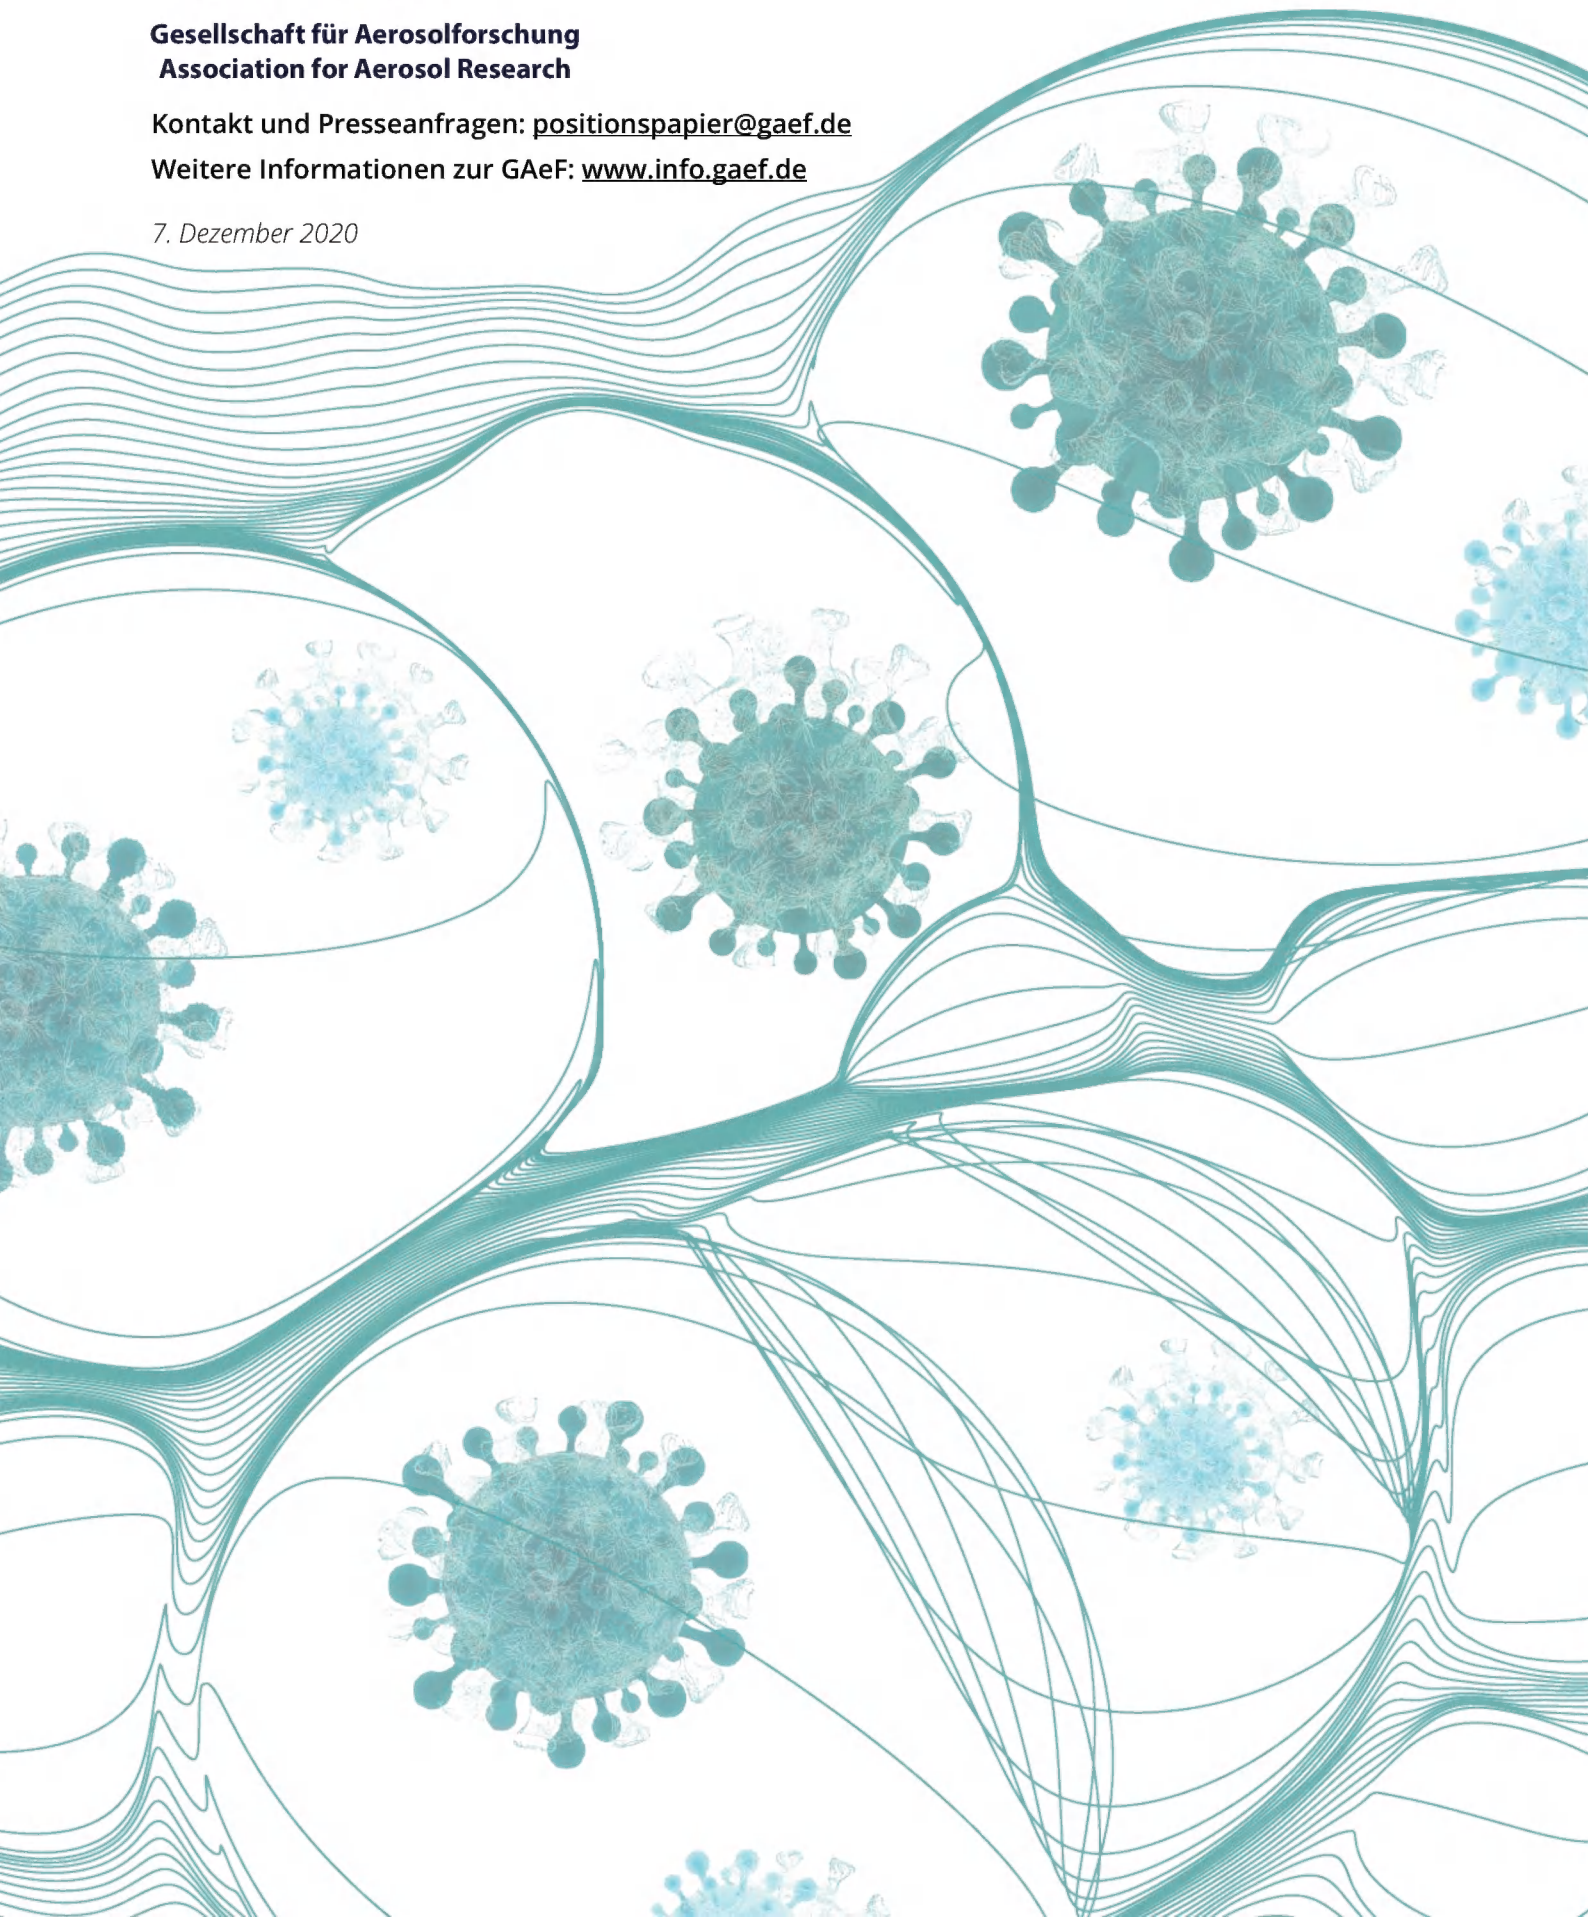 Gesellschaft für Aerosolforschung
Association for Aerosol Research
Kontakt und Presseanfragen: positionspapier@gaef.de
Weitere Informationen zur GAeF: www.info.gaef.de
7. Dezember 2020